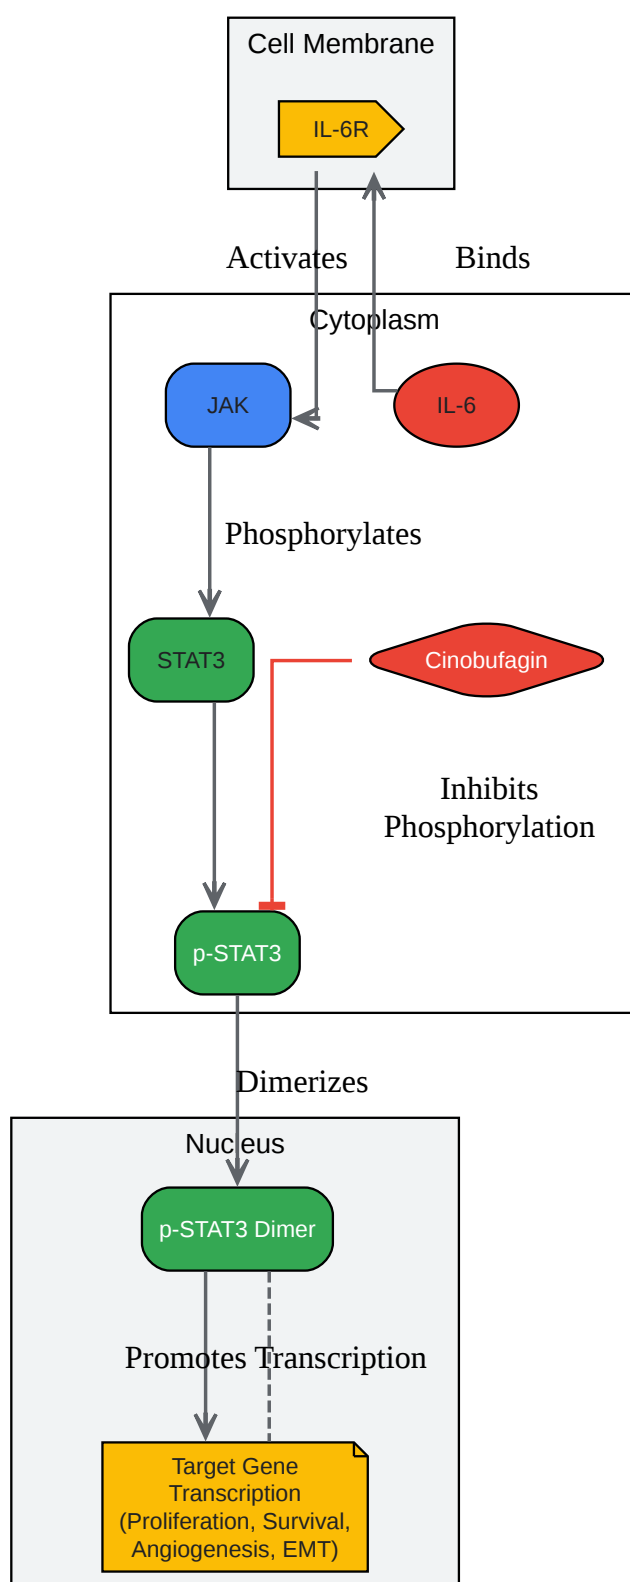 Cell Membrane
IL-6R
Activates
Binds
Cytoplasm
JAK
IL-6
Phosphorylates
STAT3
Cinobufagin
Inhibits
Phosphorylation
p-STAT3
Dimerizes
Nucleus
p-STAT3 Dimer
Promotes Transcription
Target Gene
Transcription
(Proliferation, Survival,
Angiogenesis, EMT)